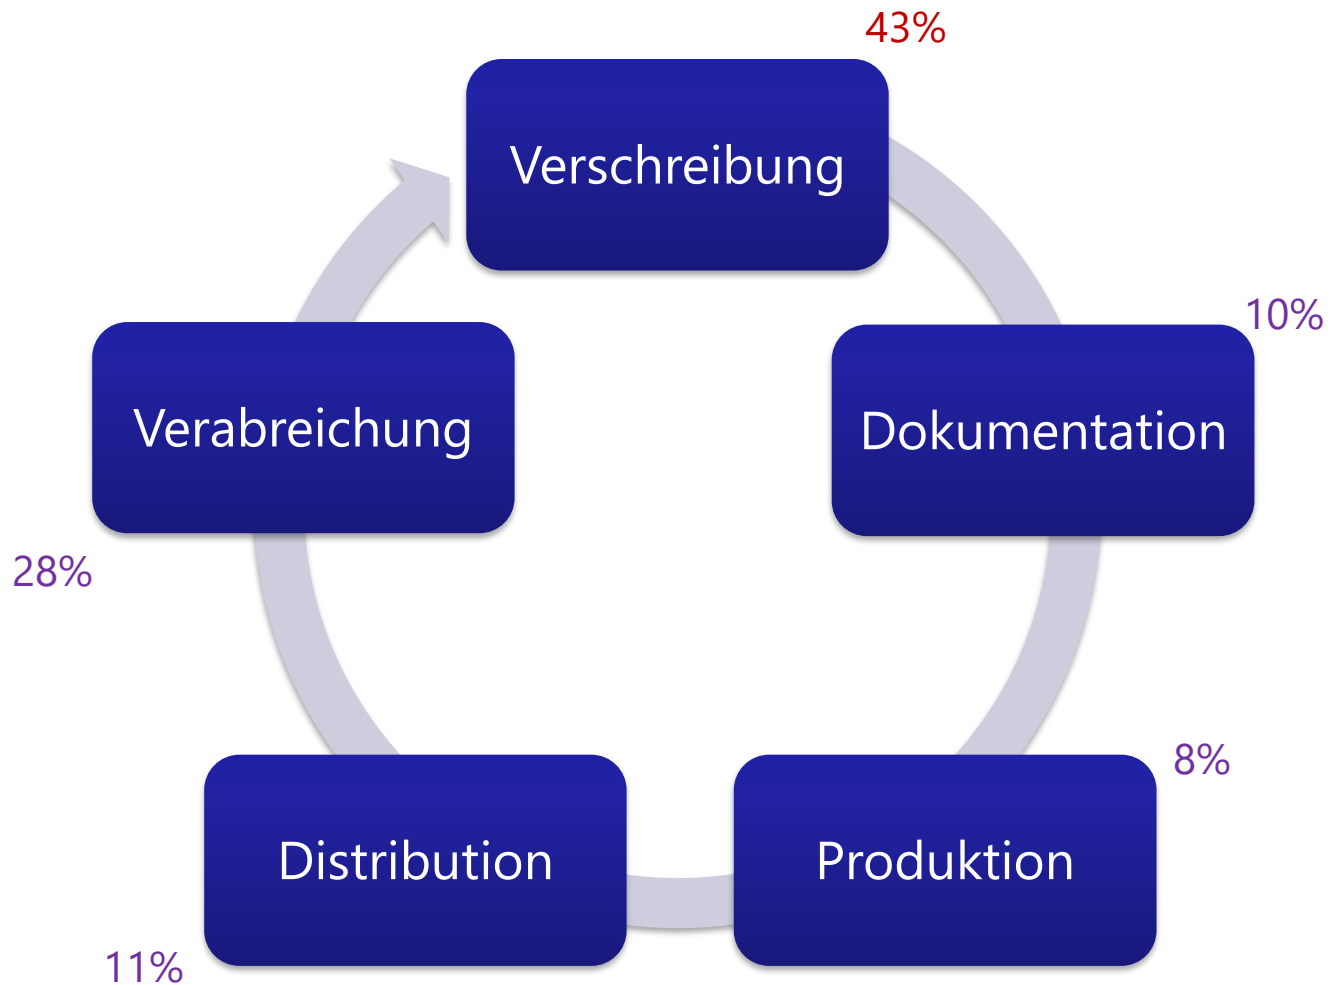 43%
Verschreibung
10%
Dokumentation
8%
Produktion
Distribution
11%
Verabreichung
28%